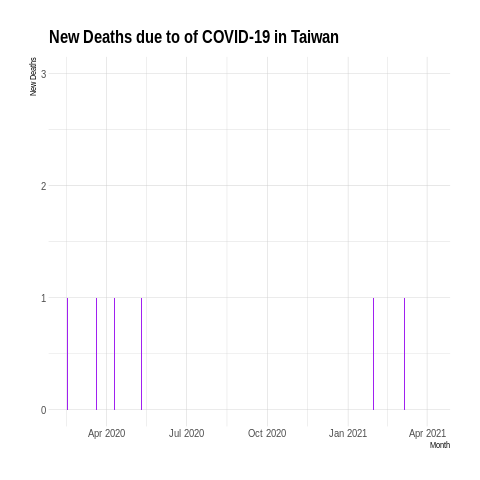 New Deaths due to of COVID-19 in Taiwan
New Deaths
3
2
1
0
Apr 2020 Jul 2020 Oct 2020 Jan 2021 Apr 2021
Month